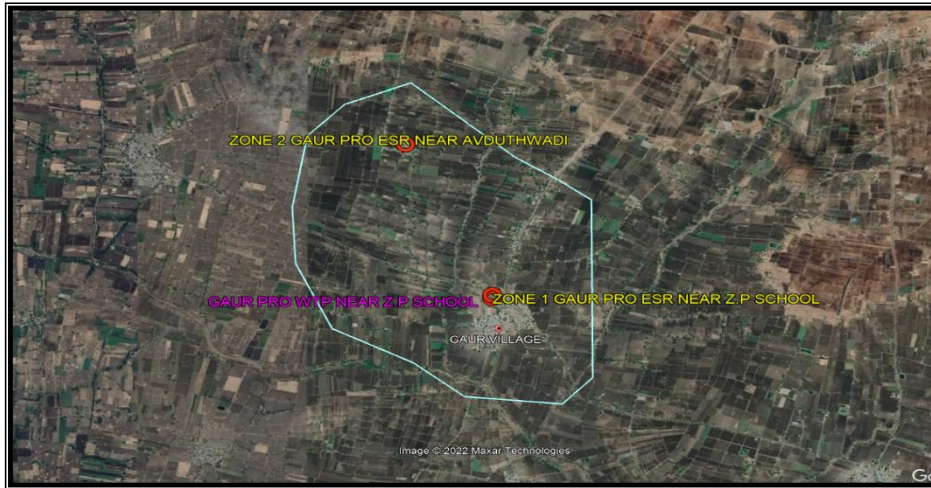 ZONE 2 GAUR PRO ESR NEAR AVDUTHWADI
GAUR PRO WTP NEAR Z.P SCHOOL
ZONE 1 GAUR PRO ESR NEAR Z.P SCHOOL
GAUR VILLAGE
Image © 2022 Maxar Technologies
Go